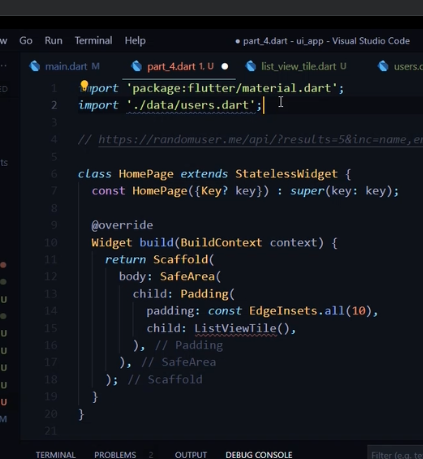 w Go Run Terminal Help
part_4.dart - ui_app - Visual Studio Code
main.dart M
part_4.dart 1, U
list_view_tile.dart U
users.c
1 import 'package:flutter/material.dart';
2 import './data/users.dart';
3
4 // https://randomuser.me/api/?results=5&inc=name,e
5
6 class HomePage extends StatelessWidget {
7 const HomePage({Key? key}) : super(key: key);
8
9 @override
10 Widget build(BuildContext context) {
11 return Scaffold(
12 body: SafeArea(
13 child: Padding(
14 padding: const EdgeInsets.all(10),
15 child: ListViewTile(),
16 ), // Padding
17 ), // SafeArea
18 ); // Scaffold
19 }
20 }
21
ts
U
U
U
U
U
U
M
TERMINAL PROBLEMS 2 OUTPUT DEBUG CONSOLE
Filter (e.g. te